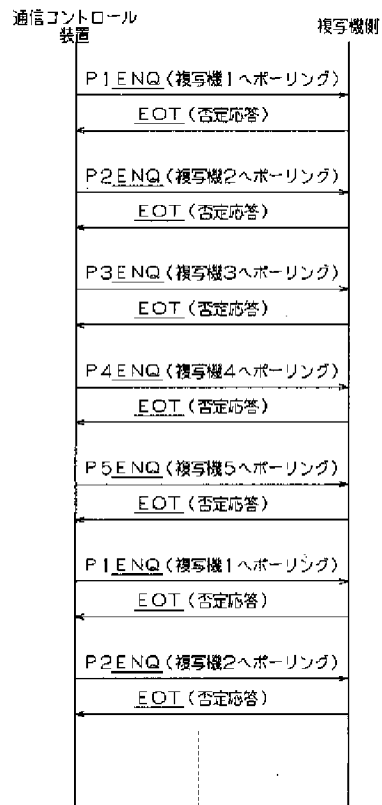 通信コントロール
装置
複写機側
P1ENQ(複写機1へポーリング)
EOT(否定応答)
P2ENQ(複写機2へポーリング)
EOT(否定応答)
P3ENQ(複写機3へポーリング)
EOT(否定応答)
P4ENQ(複写機4へポーリング)
EOT(否定応答)
P5ENQ(複写機5へポーリング)
EOT(否定応答)
P1ENQ(複写機1へポーリング)
EOT(否定応答)
P2ENQ(複写機2へポーリング)
EOT(否定応答)